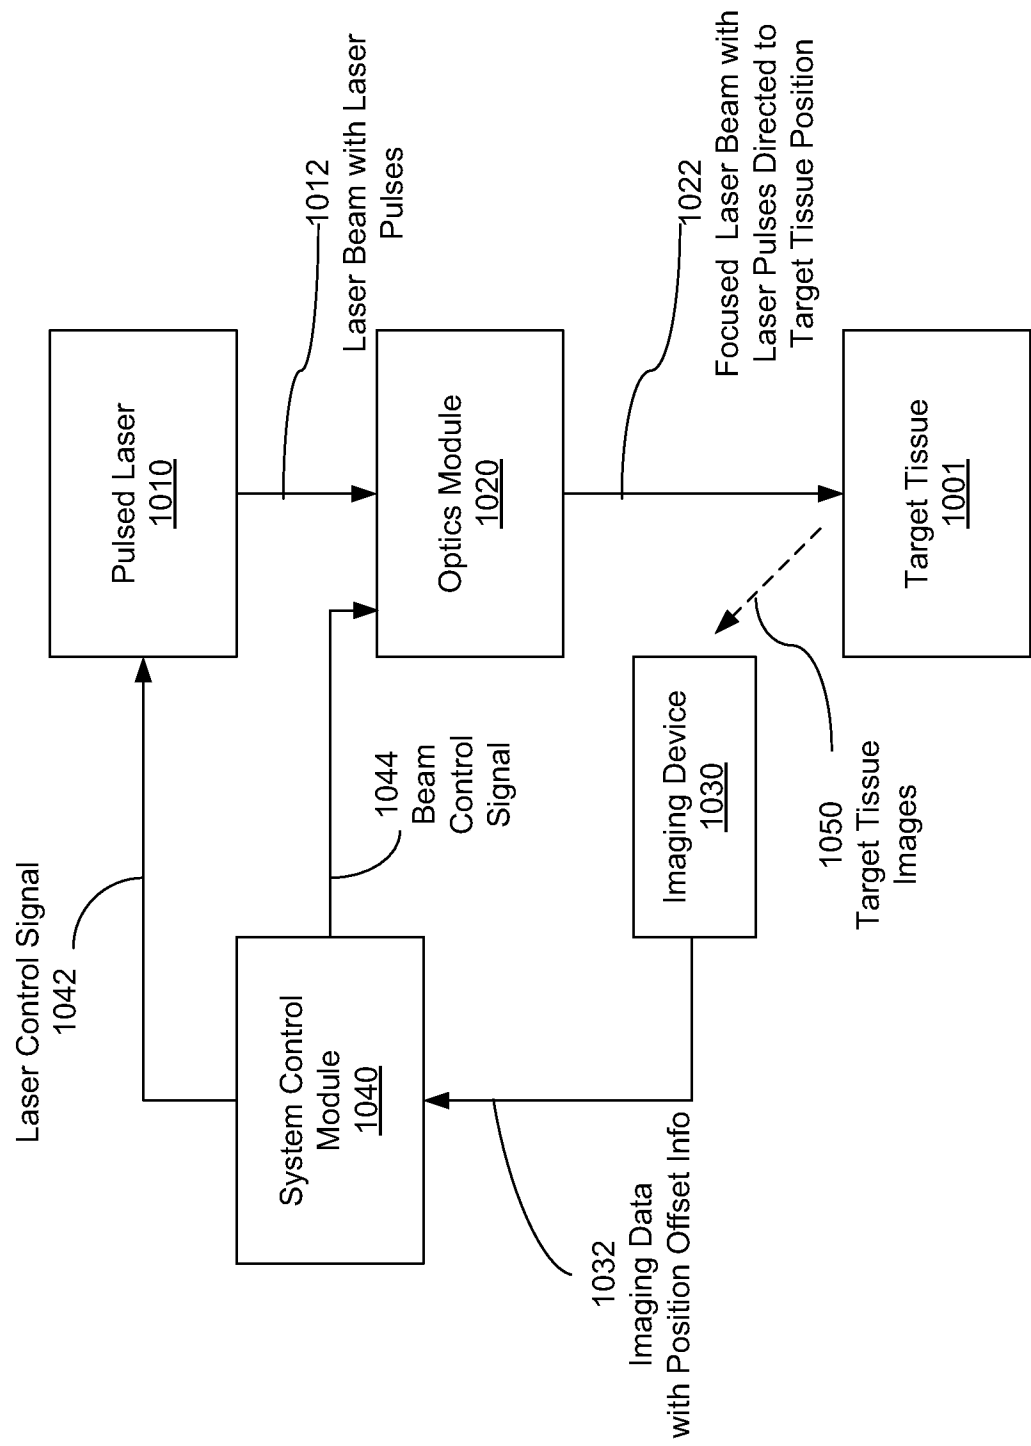 Laser Control Signal
1042
System Control
Module
1040
1044
Beam
Control
Signal
Pulsed Laser
1010
1012
Laser Beam with Laser
Pulses
Optics Module
1020
1032
Imaging Data
with Position Offset Info
Imaging Device
1030
1050
Target Tissue
Images
1022
Focused Laser Beam with
Laser Pulses Directed to
Target Tissue Position
Target Tissue
1001